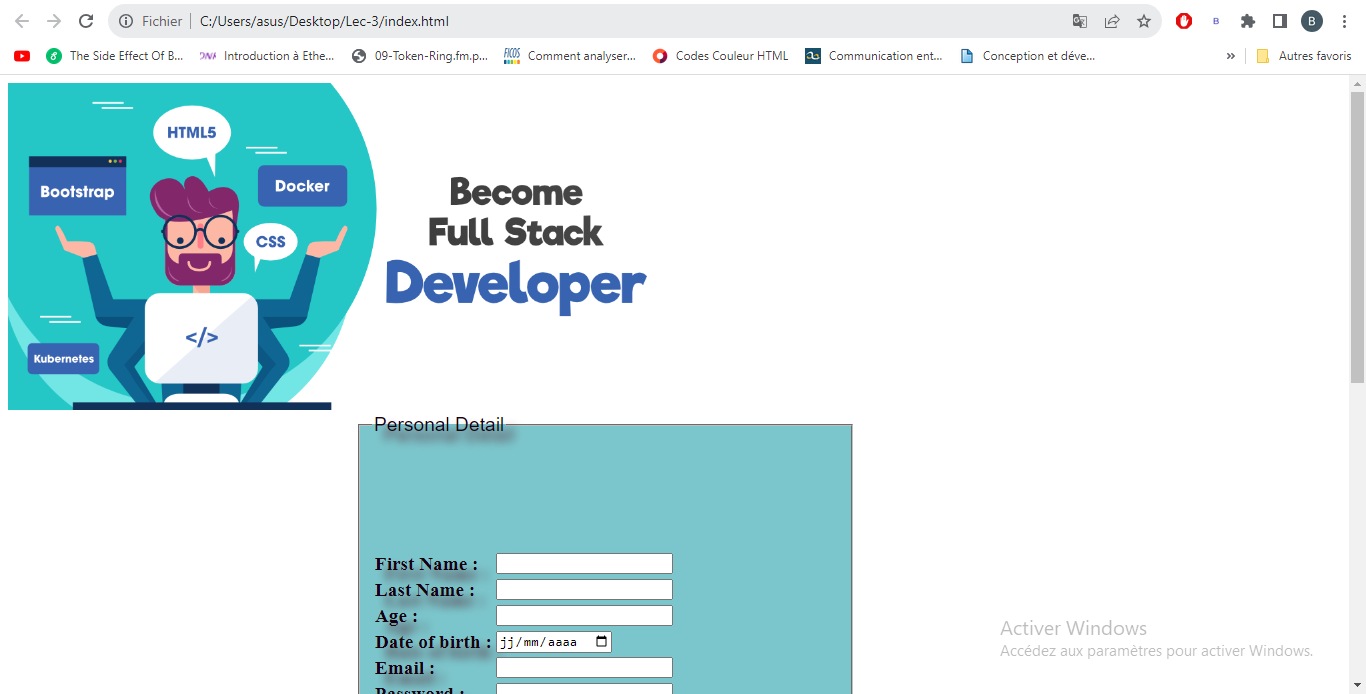 Fichier C:/Users/asus/Desktop/Lec-3/index.html B B
The Side Effect Of B... Introduction à Ethe... 09-Token-Ring.fm.p... FICOS Comment analyser... Codes Couleur HTML Communication ent... Conception et déve... » Autres favoris
HTML5
Bootstrap
Docker
CSS
</>
Kubernetes
Become
Full Stack
Developer
Personal Detail
First Name :
Last Name :
Age :
Date of birth : jj/mm/aaaa
Email :
Password :
Activer Windows
Accédez aux paramètres pour activer Windows.